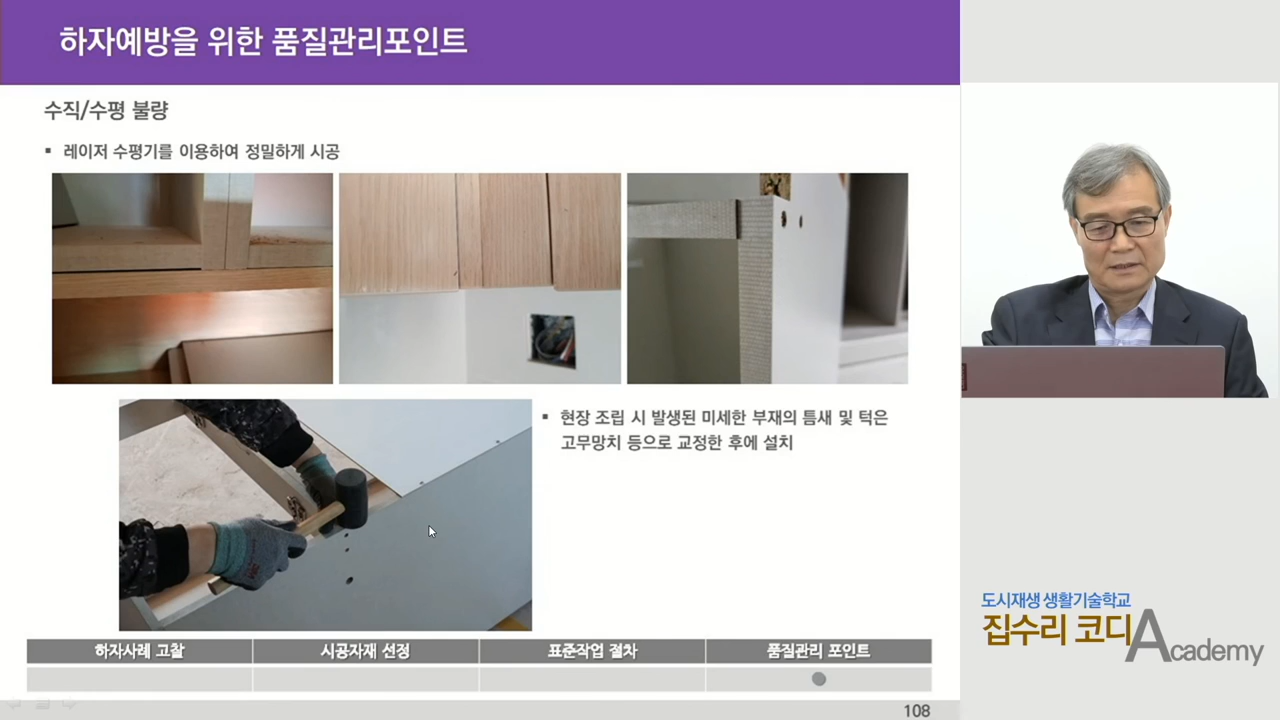 하자예방을 위한 품질관리포인트
수직/수평 불량
▪ 레이저 수평기를 이용하여 정밀하게 시공
▪ 현장 조립 시 발생된 미세한 부재의 틈새 및 턱은
고무망치 등으로 교정한 후에 설치
하자사례 고찰 시공자재 선정 표준작업 절차 품질관리 포인트
108
도시재생 생활기술학교
집수리 코디Academy